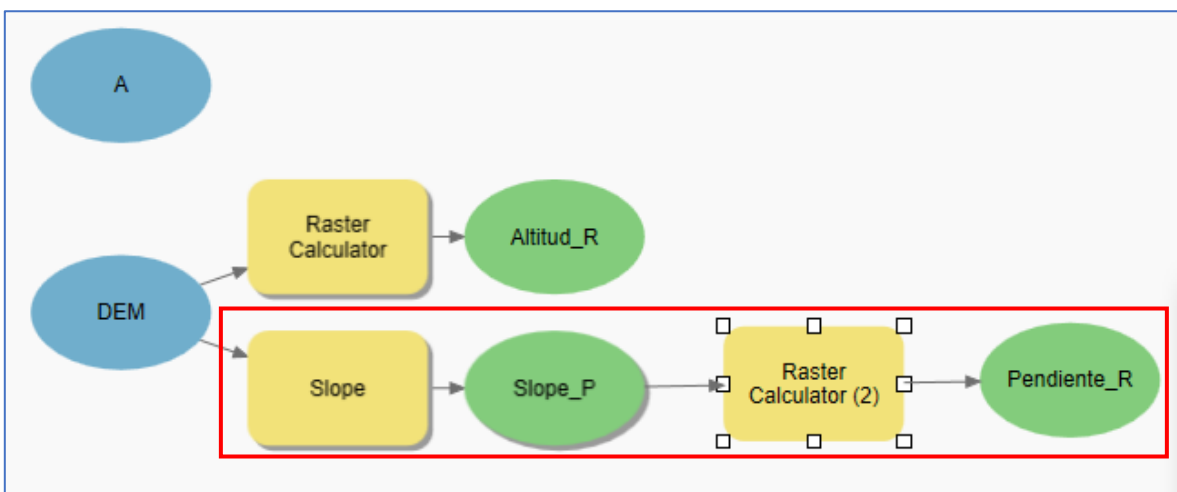 A
Raster
Calculator
Altitud_R
DEM
Slope
Slope_P
Raster
Calculator (2)
Pendiente_R